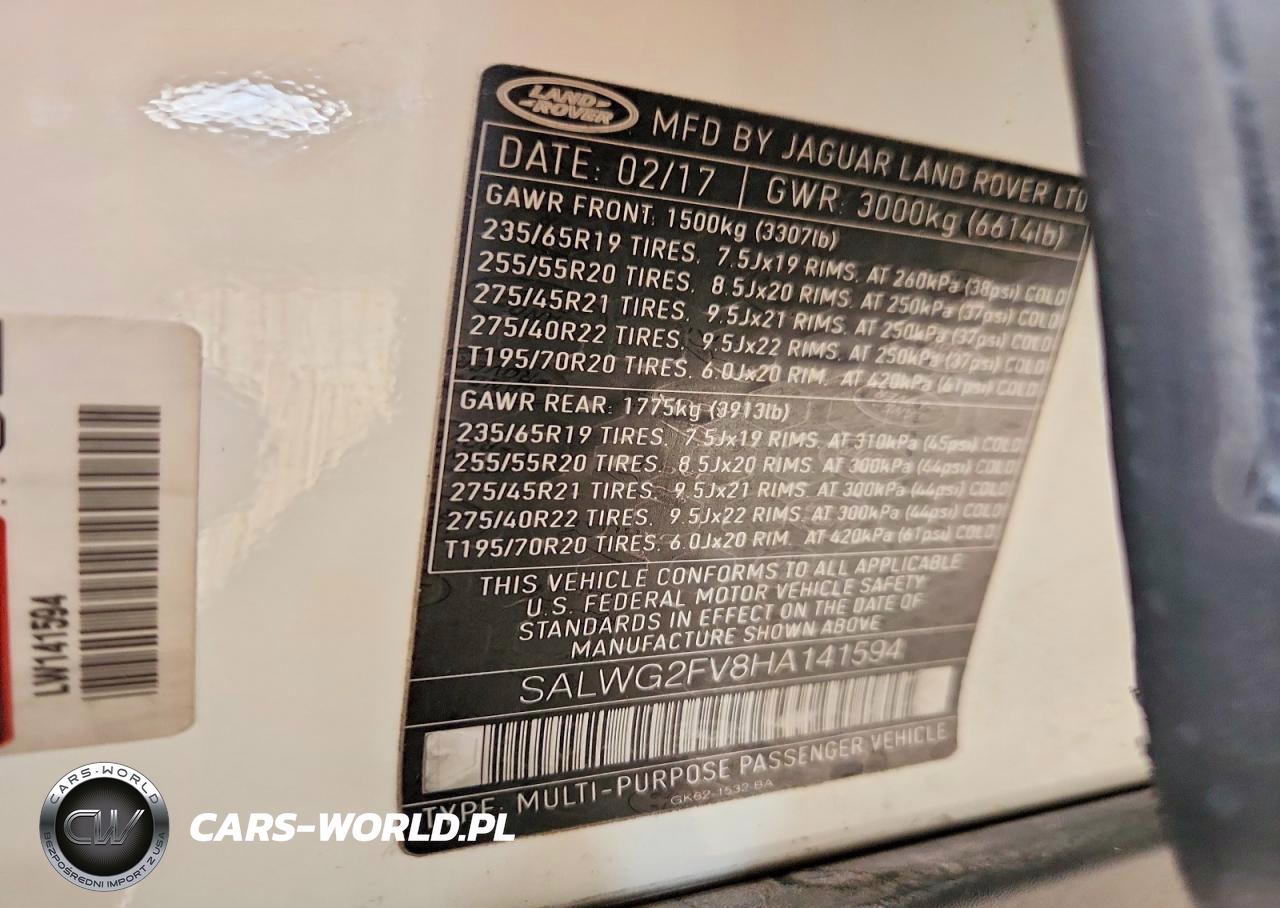 LAND
ROVER
MFD BY JAGUAR LAND ROVER LTD
DATE: 02/17 GWR: 3000kg (6614lb)
GAWR FRONT: 1500kg (3307lb)
235/65R19 TIRES, 7.5Jx19 RIMS, AT 260kPa (38psi) COLD
255/55R20 TIRES, 8.5Jx20 RIMS, AT 250kPa (37psi) COLD
275/45R21 TIRES, 9.5Jx21 RIMS, AT 250kPa (37psi) COLD
275/40R22 TIRES, 9.5Jx22 RIMS, AT 250kPa (37psi) COLD
T195/70R20 TIRES, 6.0Jx20 RIM, AT 420kPa (61psi) COLD
GAWR REAR: 1775kg (3913lb)
235/65R19 TIRES, 7.5Jx19 RIMS, AT 310kPa (45psi) COLD
255/55R20 TIRES, 8.5Jx20 RIMS, AT 300kPa (44psi) COLD
275/45R21 TIRES, 9.5Jx21 RIMS, AT 300kPa (44psi) COLD
275/40R22 TIRES, 9.5Jx22 RIMS, AT 300kPa (44psi) COLD
T195/70R20 TIRES, 6.0Jx20 RIM, AT 420kPa (61psi) COLD
THIS VEHICLE CONFORMS TO ALL APPLICABLE
U.S. FEDERAL MOTOR VEHICLE SAFETY
STANDARDS IN EFFECT ON THE DATE OF
MANUFACTURE SHOWN ABOVE
SALWG2FV8HA141594
TYPE: MULTI-PURPOSE PASSENGER VEHICLE
GK62-1532-BA
LW141594
CARS-WORLD
CW
BEZPOŚREDNI IMPORT Z USA
CARS-WORLD.PL